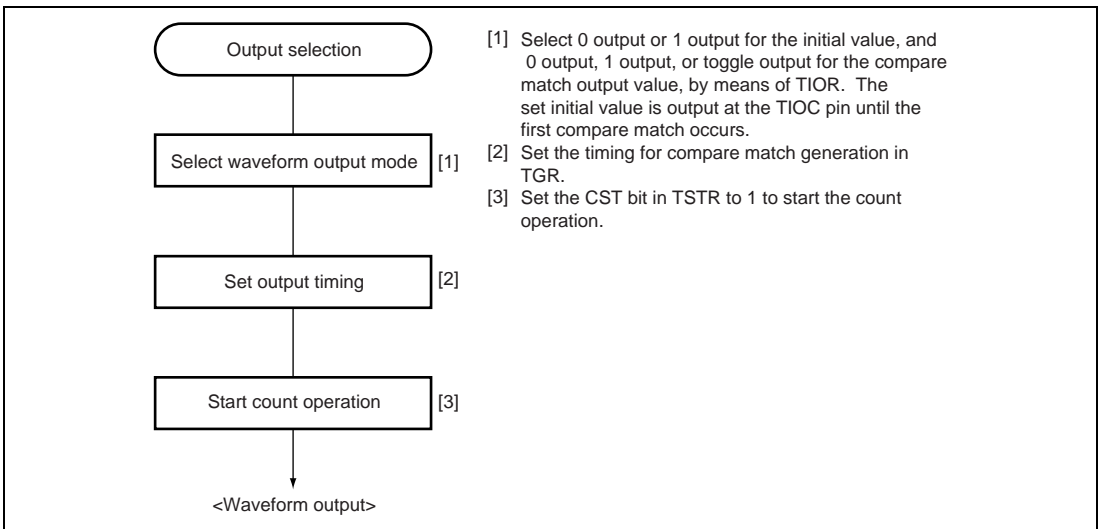 Output selection
Select waveform output mode [1]
Set output timing [2]
Start count operation [3]
<Waveform output>
[1] Select 0 output or 1 output for the initial value, and
0 output, 1 output, or toggle output for the compare
match output value, by means of TIOR. The
set initial value is output at the TIOC pin until the
first compare match occurs.
[2] Set the timing for compare match generation in
TGR.
[3] Set the CST bit in TSTR to 1 to start the count
operation.